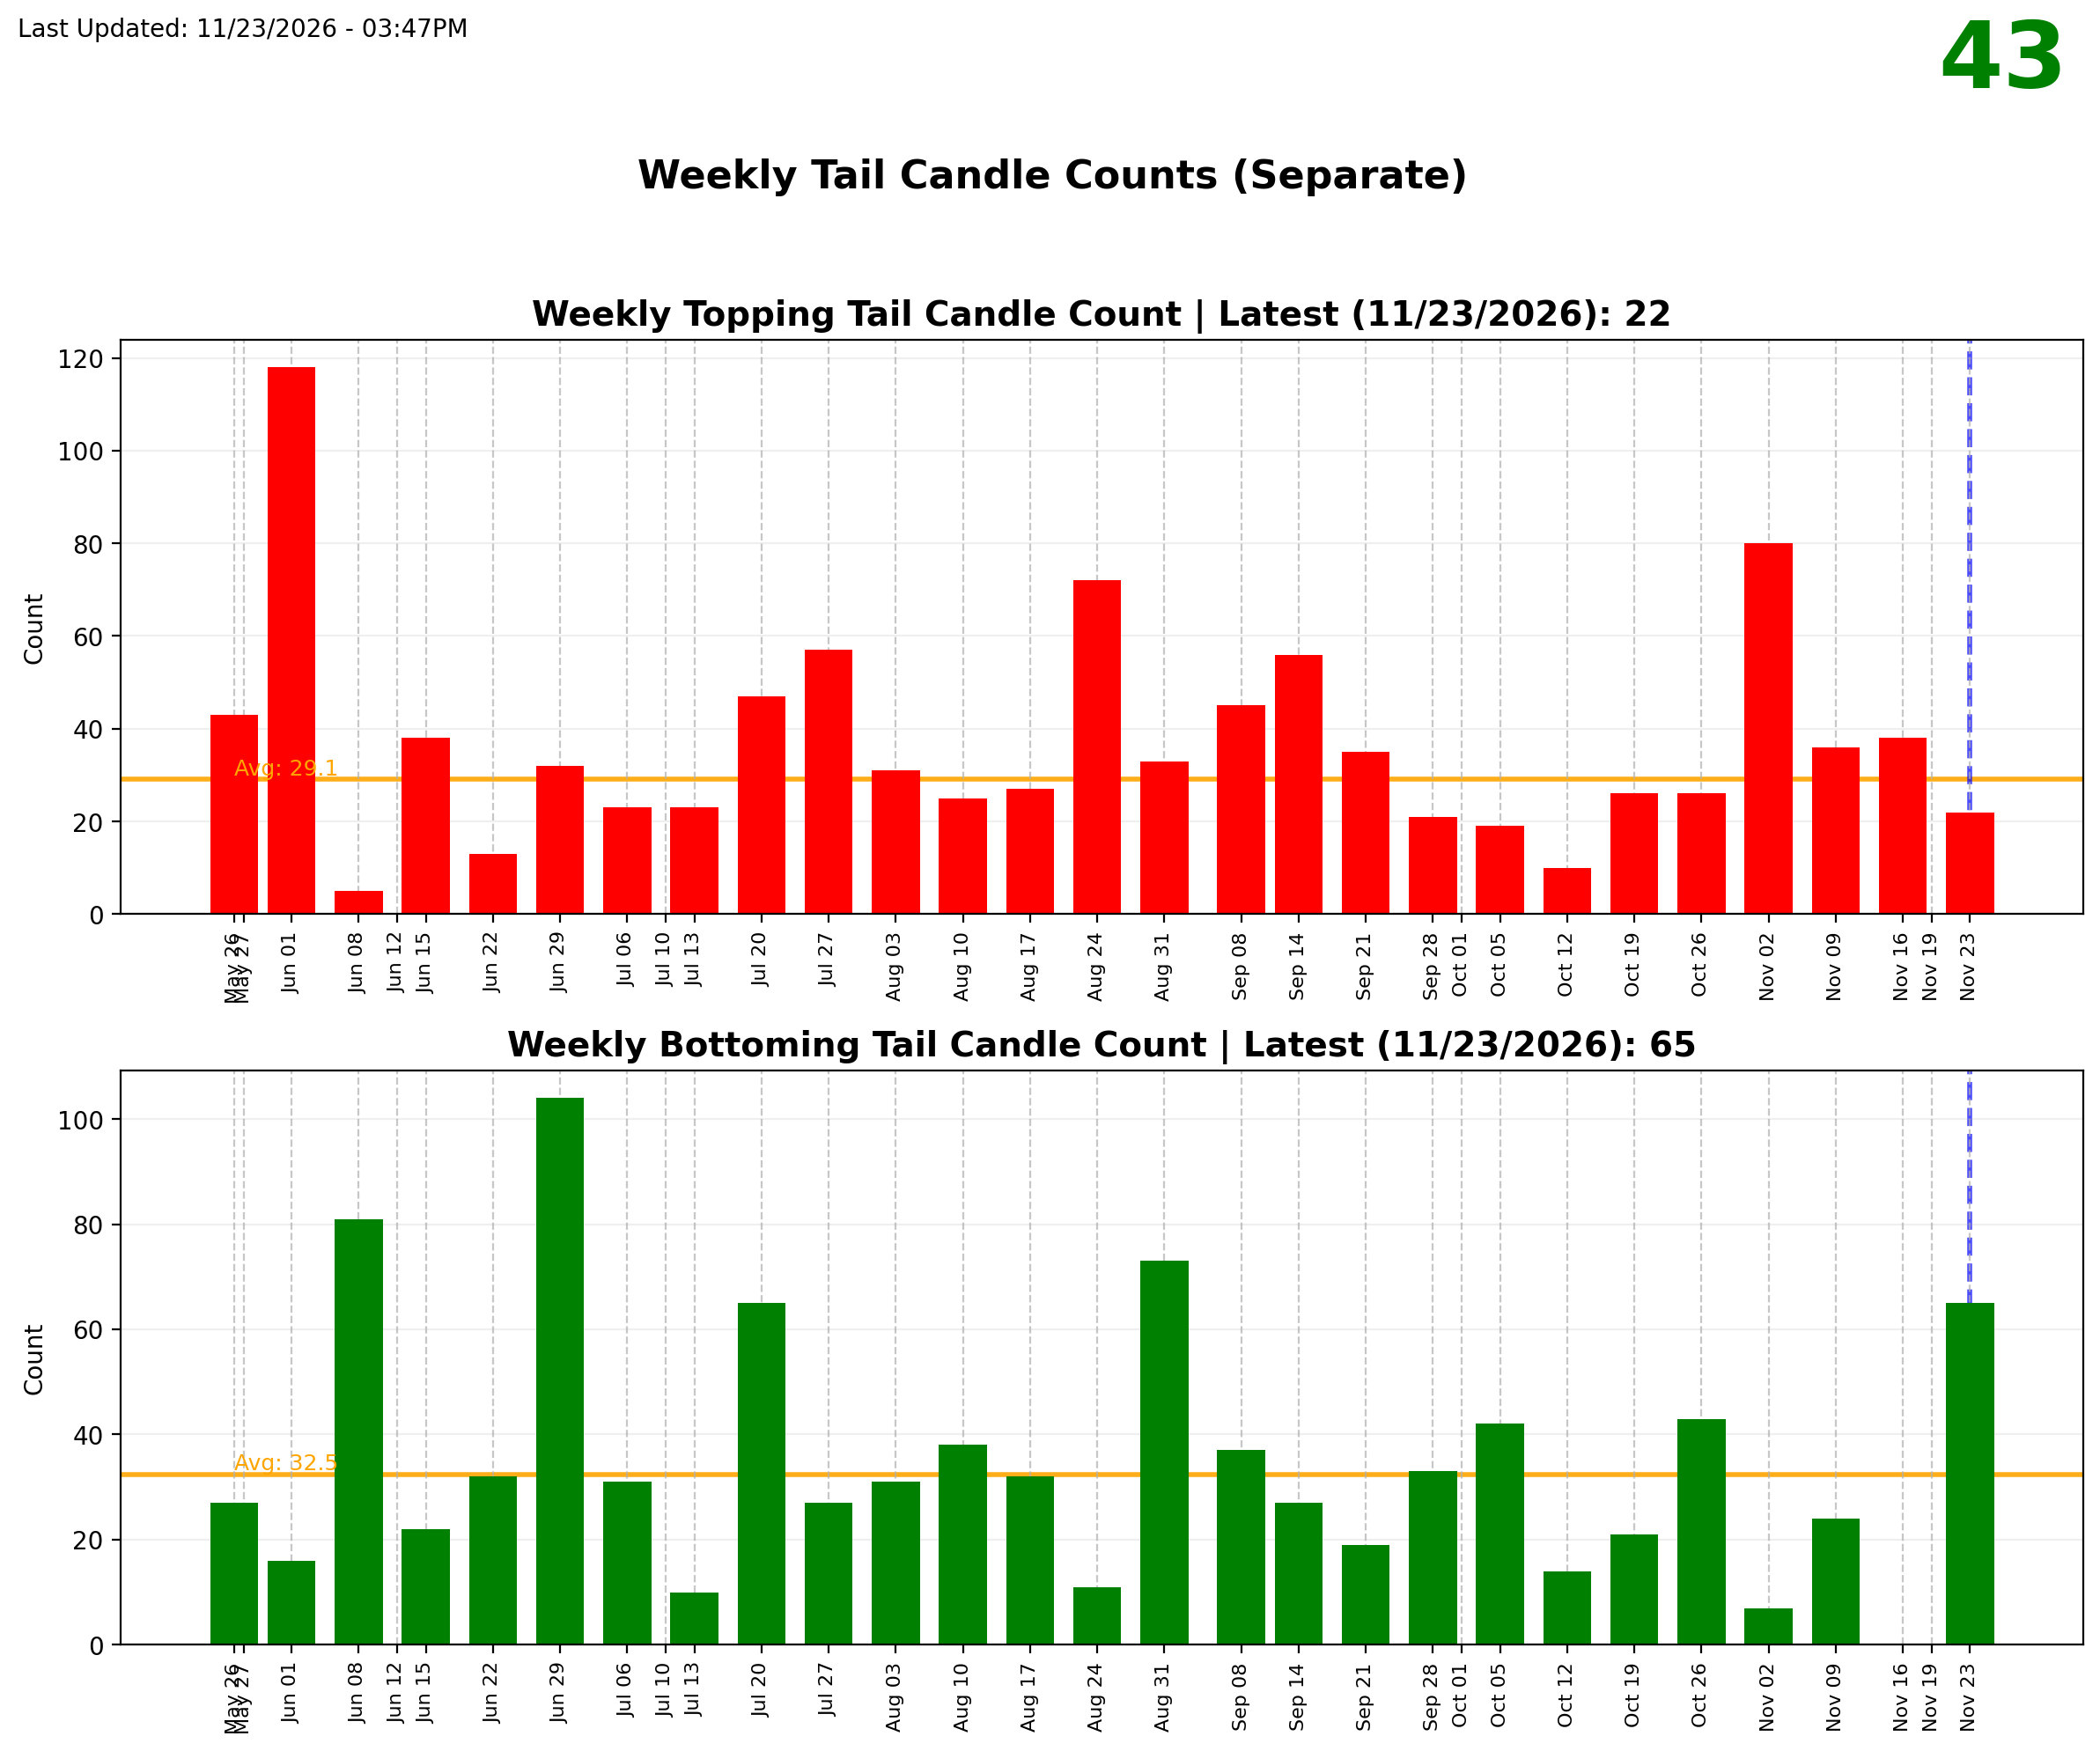 Last Updated: 11/23/2026 - 03:47PM
43
Weekly Tail Candle Counts (Separate)
Weekly Topping Tail Candle Count | Latest (11/23/2026): 22
Count
120
100
80
60
40
20
0
Avg: 29.1
May 26
May 27
Jun 01
Jun 08
Jun 12
Jun 15
Jun 22
Jun 29
Jul 06
Jul 10
Jul 13
Jul 20
Jul 27
Aug 03
Aug 10
Aug 17
Aug 24
Aug 31
Sep 08
Sep 14
Sep 21
Sep 28
Oct 01
Oct 05
Oct 12
Oct 19
Oct 26
Nov 02
Nov 09
Nov 16
Nov 19
Nov 23
Weekly Bottoming Tail Candle Count | Latest (11/23/2026): 65
Count
100
80
60
40
20
0
Avg: 32.5
May 26
May 27
Jun 01
Jun 08
Jun 12
Jun 15
Jun 22
Jun 29
Jul 06
Jul 10
Jul 13
Jul 20
Jul 27
Aug 03
Aug 10
Aug 17
Aug 24
Aug 31
Sep 08
Sep 14
Sep 21
Sep 28
Oct 01
Oct 05
Oct 12
Oct 19
Oct 26
Nov 02
Nov 09
Nov 16
Nov 19
Nov 23